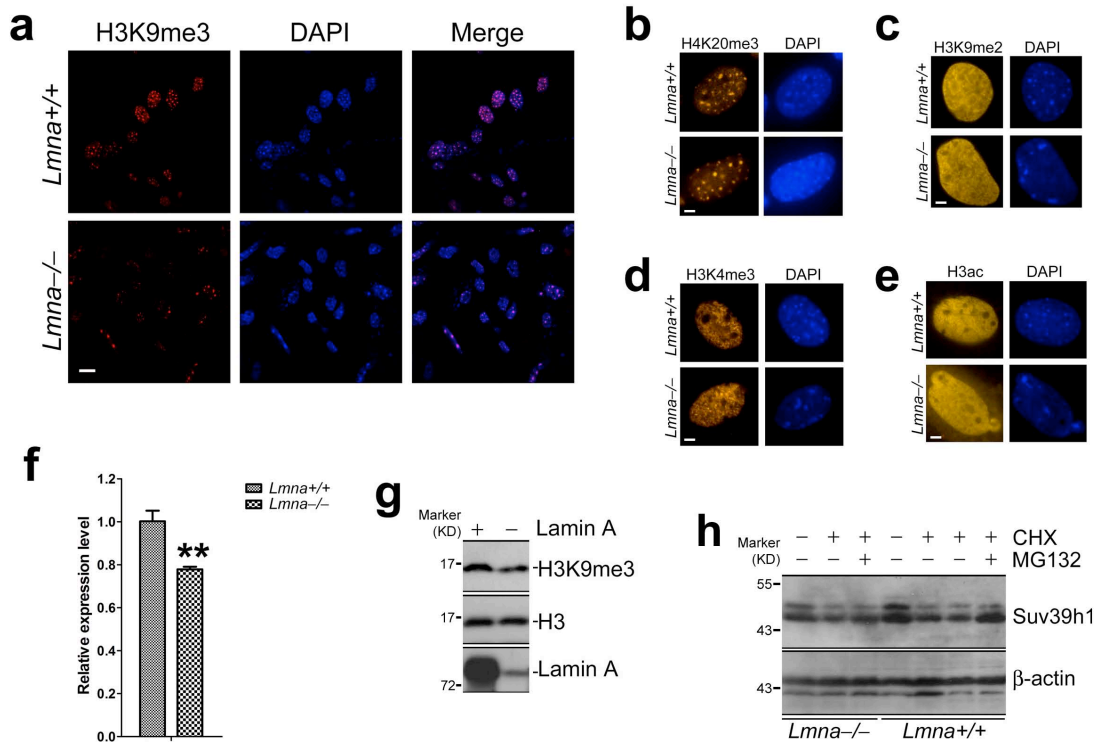 a
H3K9me3 DAPI Merge
Lmna+/+
Lmna–/–
b
H4K20me3 DAPI
Lmna+/+
Lmna–/–
c
H3K9me2 DAPI
Lmna+/+
Lmna–/–
d
H3K4me3 DAPI
Lmna+/+
Lmna–/–
e
H3ac DAPI
Lmna+/+
Lmna–/–
f
Relative expression level
1.2
1.0
0.8
0.6
0.4
0.2
0.0
**
Lmna+/+
Lmna–/–
g
Marker
(KD)
+ – Lamin A
17 -H3K9me3
17 -H3
72 -Lamin A
h
Marker
(KD)
– + + – + + + CHX
– – + – – – + MG132
55
43
Suv39h1
43
β-actin
Lmna–/– Lmna+/+